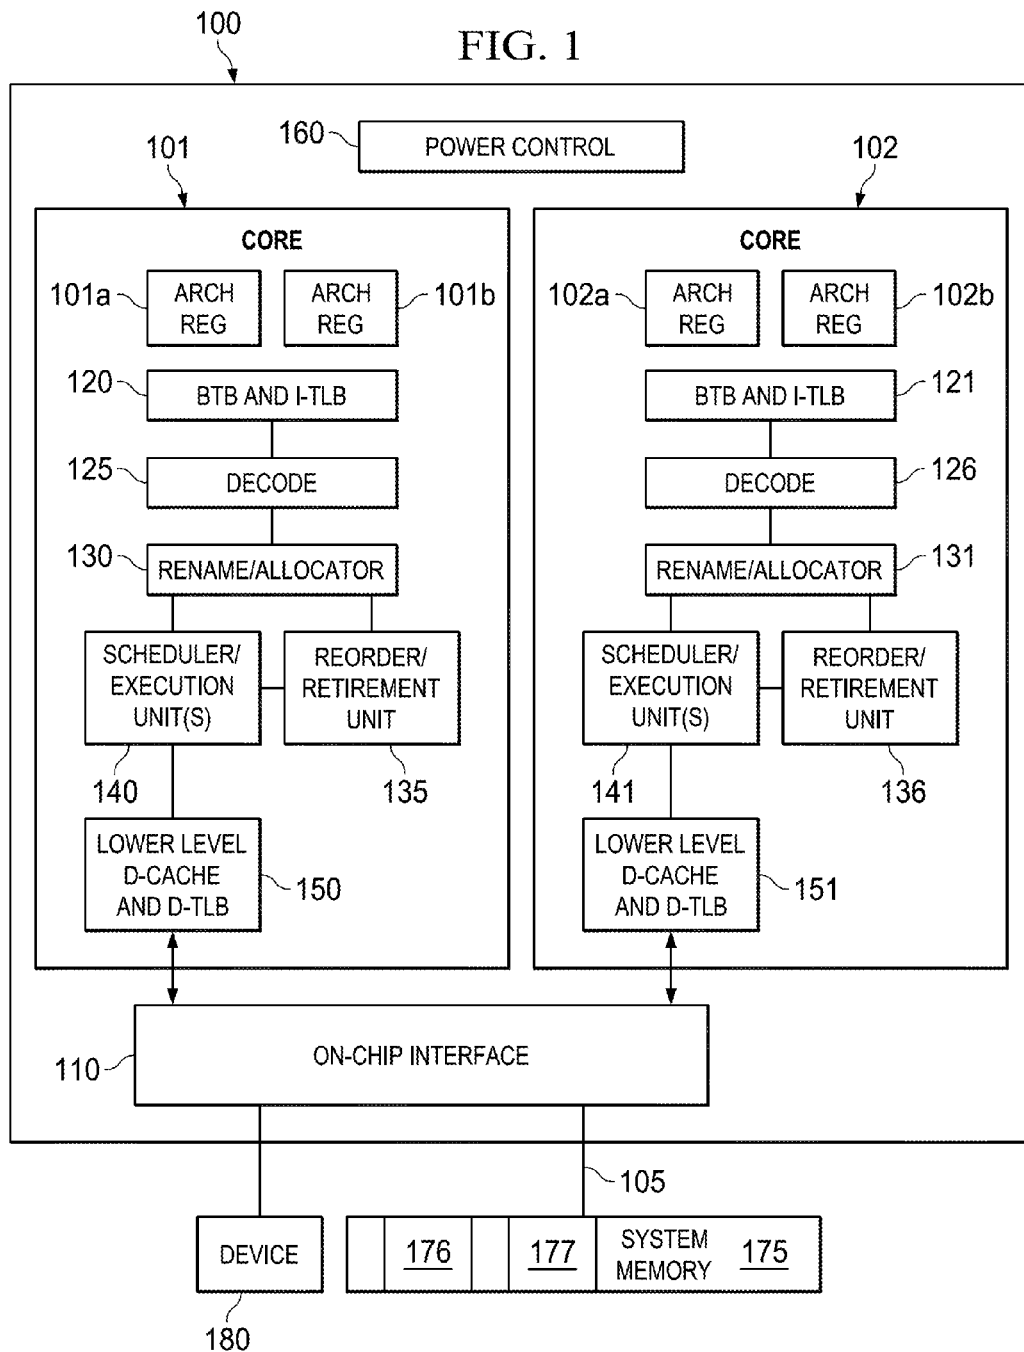 FIG. 1
100
160
POWER CONTROL
101
102
CORE
101a
ARCH
REG
ARCH
REG
101b
120
BTB AND I-TLB
125
DECODE
130
RENAME/ALLOCATOR
SCHEDULER/
EXECUTION
UNIT(S)
REORDER/
RETIREMENT
UNIT
140
135
LOWER LEVEL
D-CACHE
AND D-TLB
150
CORE
102a
ARCH
REG
ARCH
REG
102b
BTB AND I-TLB
121
DECODE
126
RENAME/ALLOCATOR
131
SCHEDULER/
EXECUTION
UNIT(S)
REORDER/
RETIREMENT
UNIT
141
136
LOWER LEVEL
D-CACHE
AND D-TLB
151
110
ON-CHIP INTERFACE
105
DEVICE
180
176
177
SYSTEM
MEMORY
175